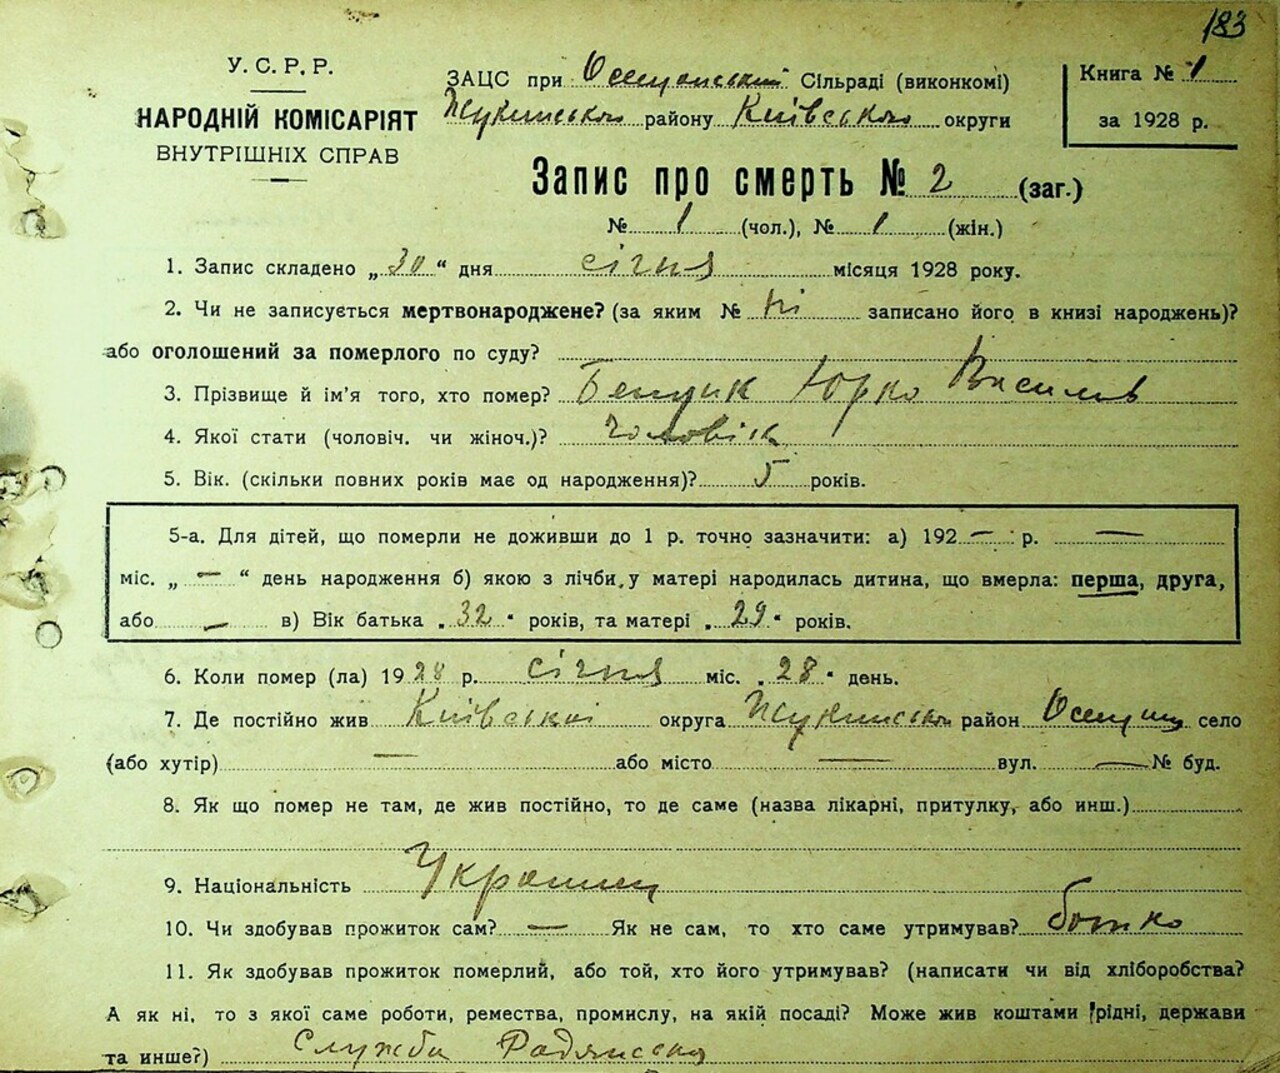 183
У. С. Р. Р.
НАРОДНІЙ КОМІСАРІЯТ
ВНУТРІШНІХ СПРАВ
ЗАЦС при Осещинській Сільраді (виконкомі)
району Київської округи
Книга № 1
за 1928 р.
Запис про смерть № 2 (заг.)
№ 1 (чол.), № 1 (жін.)
1. Запис складено „30“ дня січня місяця 1928 року.
2. Чи не записується мертвонароджене? (за яким № ні записано його в книзі народжень)?
або оголошений за померлого по суду?
3. Прізвище й ім’я того, хто помер? Юрко Василів
4. Якої стати (чоловіч. чи жіноч.)? Чоловік
5. Вік. (скільки повних років має од народження)? 5 років.
5-а. Для дітей, що померли не доживши до 1 р. точно зазначити: а) 192 — р. —
міс. „ — “ день народження б) якою з лічби у матері народилась дитина, що вмерла: перша, друга,
або — в) Вік батька „32“ років, та матері „29“ років.
6. Коли помер (ла) 1928 р. січня міс. „28“ день.
7. Де постійно жив Київської округа район село
(або хутір) — або місто — вул. — № буд.
8. Як що помер не там, де жив постійно, то де саме (назва лікарні, притулку, або инш.)
9. Національність Украинец
10. Чи здобував прожиток сам? — Як не сам, то хто саме утримував? батько
11. Як здобував прожиток померлий, або той, хто його утримував? (написати чи від хліборобства?
А як ні, то з якої саме роботи, ремества, промислу, на якій посаді? Може жив коштами рідні, держави
та инше?) Служба Радянська